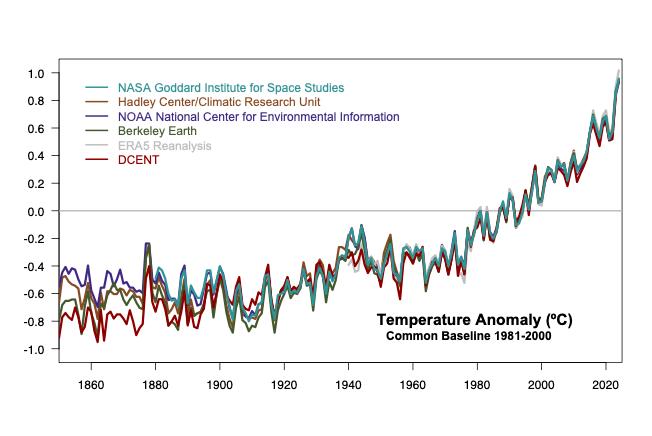 1.0
0.8
0.6
0.4
0.2
0.0
-0.2
-0.4
-0.6
-0.8
-1.0
NASA Goddard Institute for Space Studies
Hadley Center/Climatic Research Unit
NOAA National Center for Environmental Information
Berkeley Earth
ERA5 Reanalysis
DCENT
Temperature Anomaly (ºC)
Common Baseline 1981-2000
1860 1880 1900 1920 1940 1960 1980 2000 2020